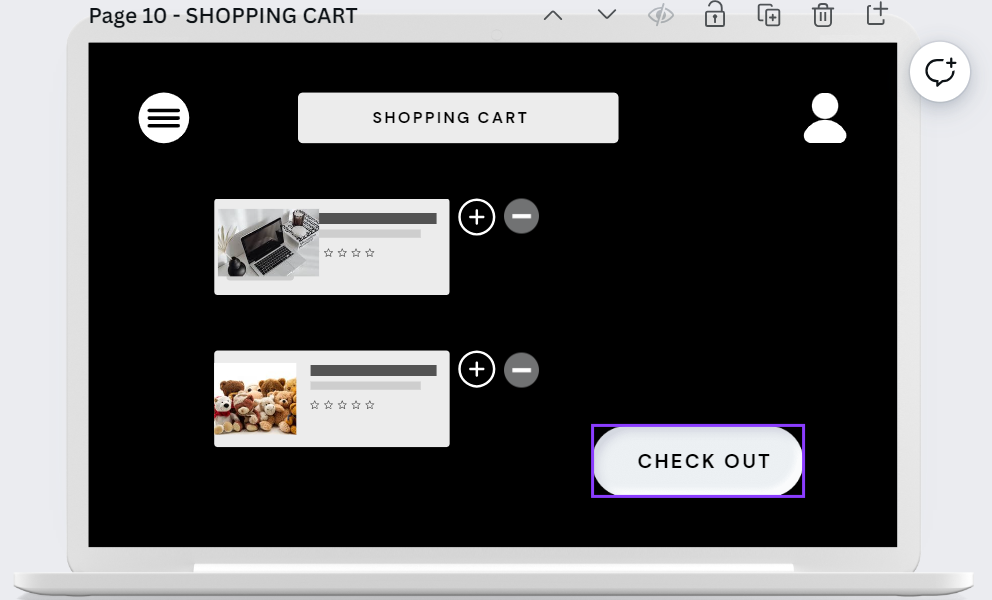 Page 10 - SHOPPING CART
SHOPPING CART
CHECK OUT